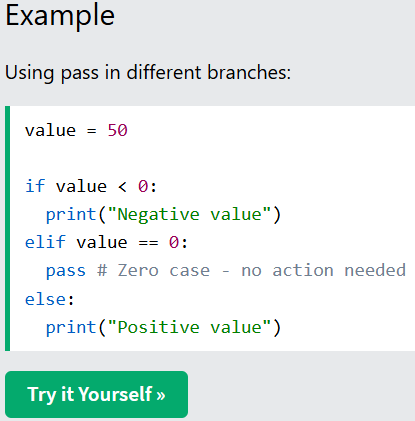 Example
Using pass in different branches:
value = 50
if value < 0:
  print("Negative value")
elif value == 0:
  pass # Zero case - no action needed
else:
  print("Positive value")
Try it Yourself »